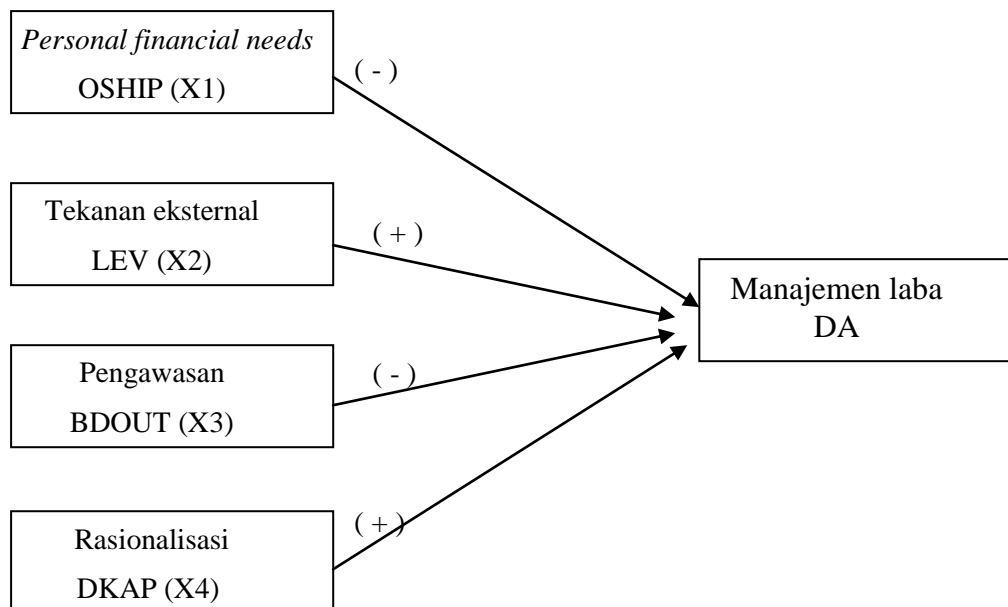 Personal financial needs
OSHIP (X1)
( - )
Tekanan eksternal
LEV (X2)
( + )
Manajemen laba
DA
Pengawasan
BDOUT (X3)
( - )
Rasionalisasi
DKAP (X4)
( + )